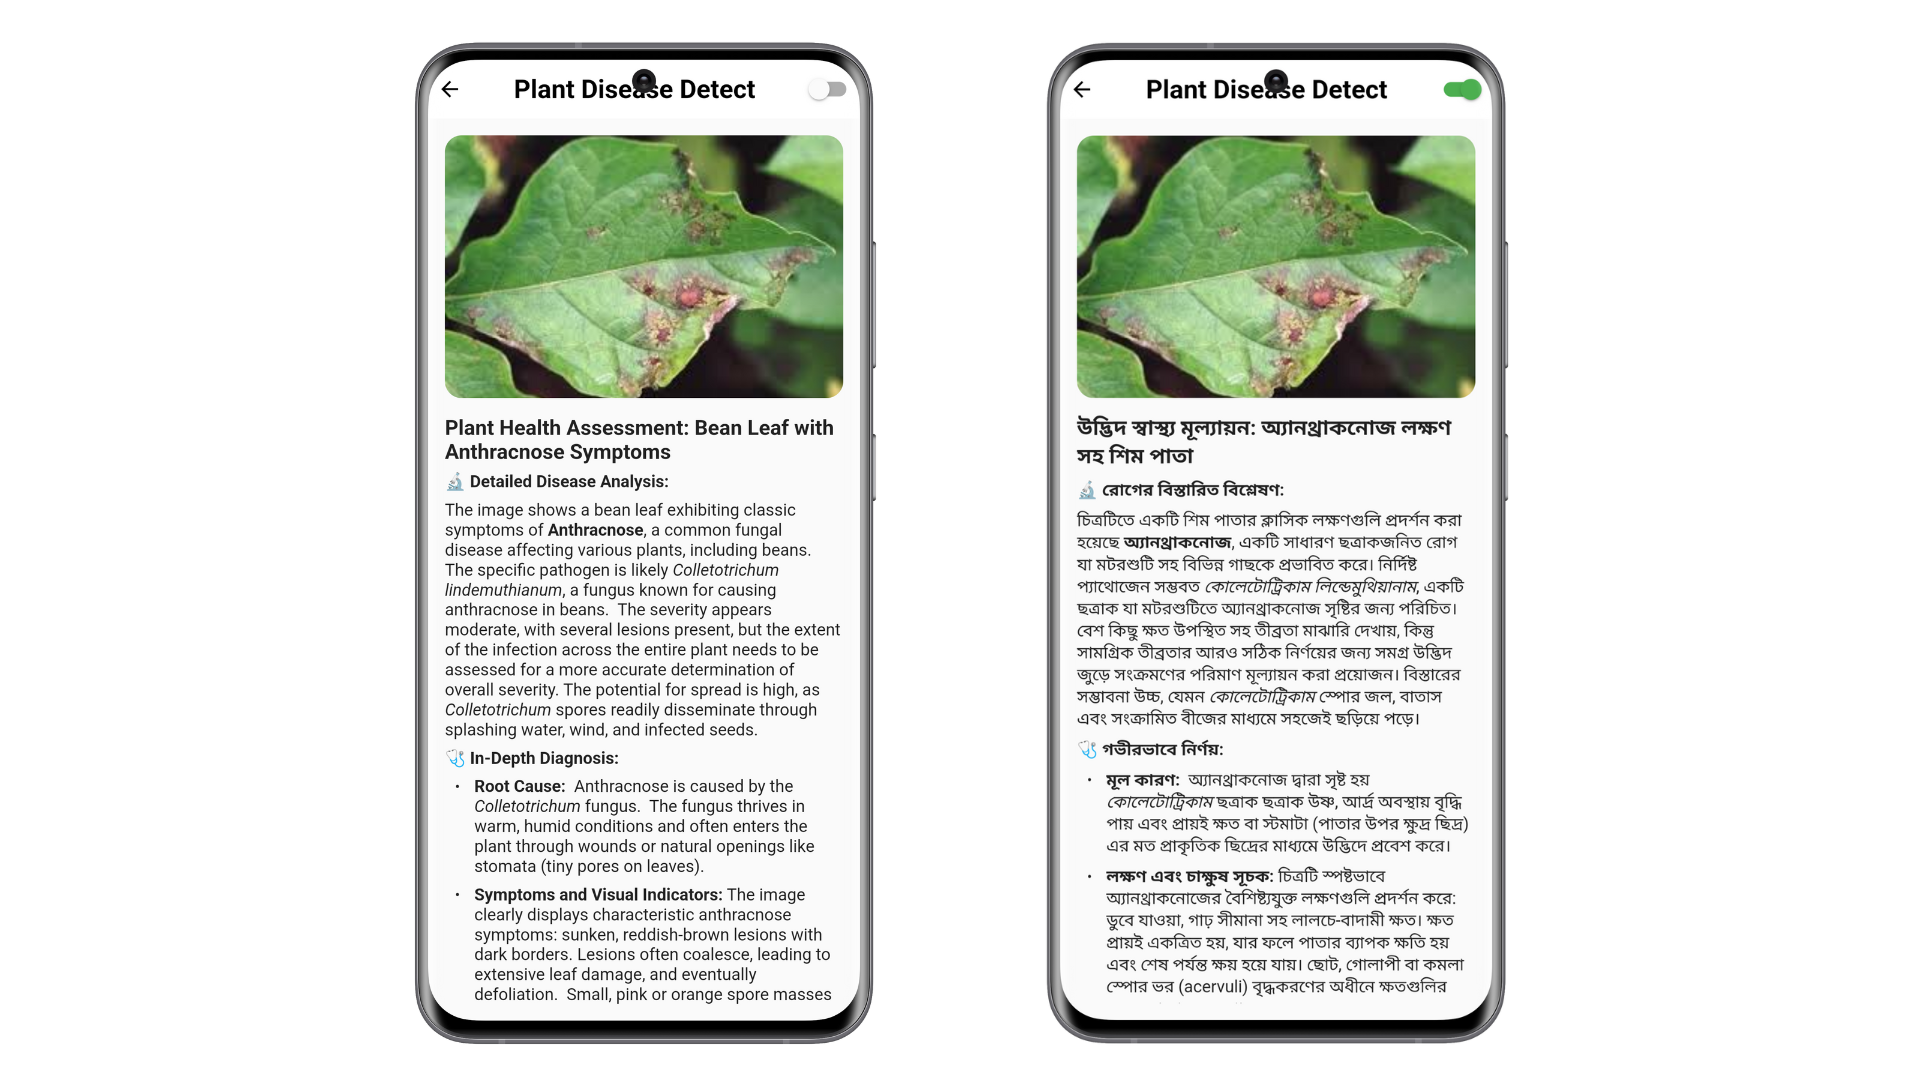 Plant Disease Detect
Plant Health Assessment: Bean Leaf with
Anthracnose Symptoms
🔬 Detailed Disease Analysis:
The image shows a bean leaf exhibiting classic
symptoms of Anthracnose, a common fungal
disease affecting various plants, including beans.
The specific pathogen is likely Colletotrichum
lindemuthianum, a fungus known for causing
anthracnose in beans.  The severity appears
moderate, with several lesions present, but the extent
of the infection across the entire plant needs to be
assessed for a more accurate determination of
overall severity. The potential for spread is high, as
Colletotrichum spores readily disseminate through
splashing water, wind, and infected seeds.
🩺 In-Depth Diagnosis:
• Root Cause:  Anthracnose is caused by the
Colletotrichum fungus.  The fungus thrives in
warm, humid conditions and often enters the
plant through wounds or natural openings like
stomata (tiny pores on leaves).
• Symptoms and Visual Indicators: The image
clearly displays characteristic anthracnose
symptoms: sunken, reddish-brown lesions with
dark borders. Lesions often coalesce, leading to
extensive leaf damage, and eventually
defoliation.  Small, pink or orange spore masses
Plant Disease Detect
উদ্ভিদ স্বাস্থ্য মূল্যায়ন: অ্যানথ্রাকনোজ লক্ষণ
সহ শিম পাতা
🔬 রোগের বিস্তারিত বিশ্লেষণ:
চিত্রটিতে একটি শিম পাতার ক্লাসিক লক্ষণগুলি প্রদর্শন করা
হয়েছে অ্যানথ্রাকনোজ, একটি সাধারণ ছত্রাকজনিত রোগ
যা মটরশুটি সহ বিভিন্ন গাছকে প্রভাবিত করে। নির্দিষ্ট
প্যাথোজেন সম্ভবত কোলেটোট্রিকাম লিন্ডেমুথিয়ানাম, একটি
ছত্রাক যা মটরশুটিতে অ্যানথ্রাকনোজ সৃষ্টির জন্য পরিচিত।
বেশ কিছু ক্ষত উপস্থিত সহ তীব্রতা মাঝারি দেখায়, কিন্তু
সামগ্রিক তীব্রতার আরও সঠিক নির্ণয়ের জন্য সমগ্র উদ্ভিদ
জুড়ে সংক্রমণের পরিমাণ মূল্যায়ন করা প্রয়োজন। বিস্তারের
সম্ভাবনা উচ্চ, যেমন কোলেটোট্রিকাম স্পোর জল, বাতাস
এবং সংক্রামিত বীজের মাধ্যমে সহজেই ছড়িয়ে পড়ে।
🩺 গভীরভাবে নির্ণয়:
• মূল কারণ:  অ্যানথ্রাকনোজ দ্বারা সৃষ্ট হয়
কোলেটোট্রিকাম ছত্রাক ছত্রাক উষ্ণ, আর্দ্র অবস্থায় বৃদ্ধি
পায় এবং প্রায়ই ক্ষত বা স্টমাটা (পাতার উপর ক্ষুদ্র ছিদ্র)
এর মত প্রাকৃতিক ছিদ্রের মাধ্যমে উদ্ভিদে প্রবেশ করে।
• লক্ষণ এবং চাক্ষুষ সূচক: চিত্রটি স্পষ্টভাবে
অ্যানথ্রাকনোজের বৈশিষ্ট্যযুক্ত লক্ষণগুলি প্রদর্শন করে:
ডুবে যাওয়া, গাঢ় সীমানা সহ লালচে-বাদামী ক্ষত। ক্ষত
প্রায়ই একত্রিত হয়, যার ফলে পাতার ব্যাপক ক্ষতি হয়
এবং শেষ পর্যন্ত ক্ষয় হয়ে যায়। ছোট, গোলাপী বা কমলা
স্পোর ভর (acervuli) বৃদ্ধকরণের অধীনে ক্ষতগুলির